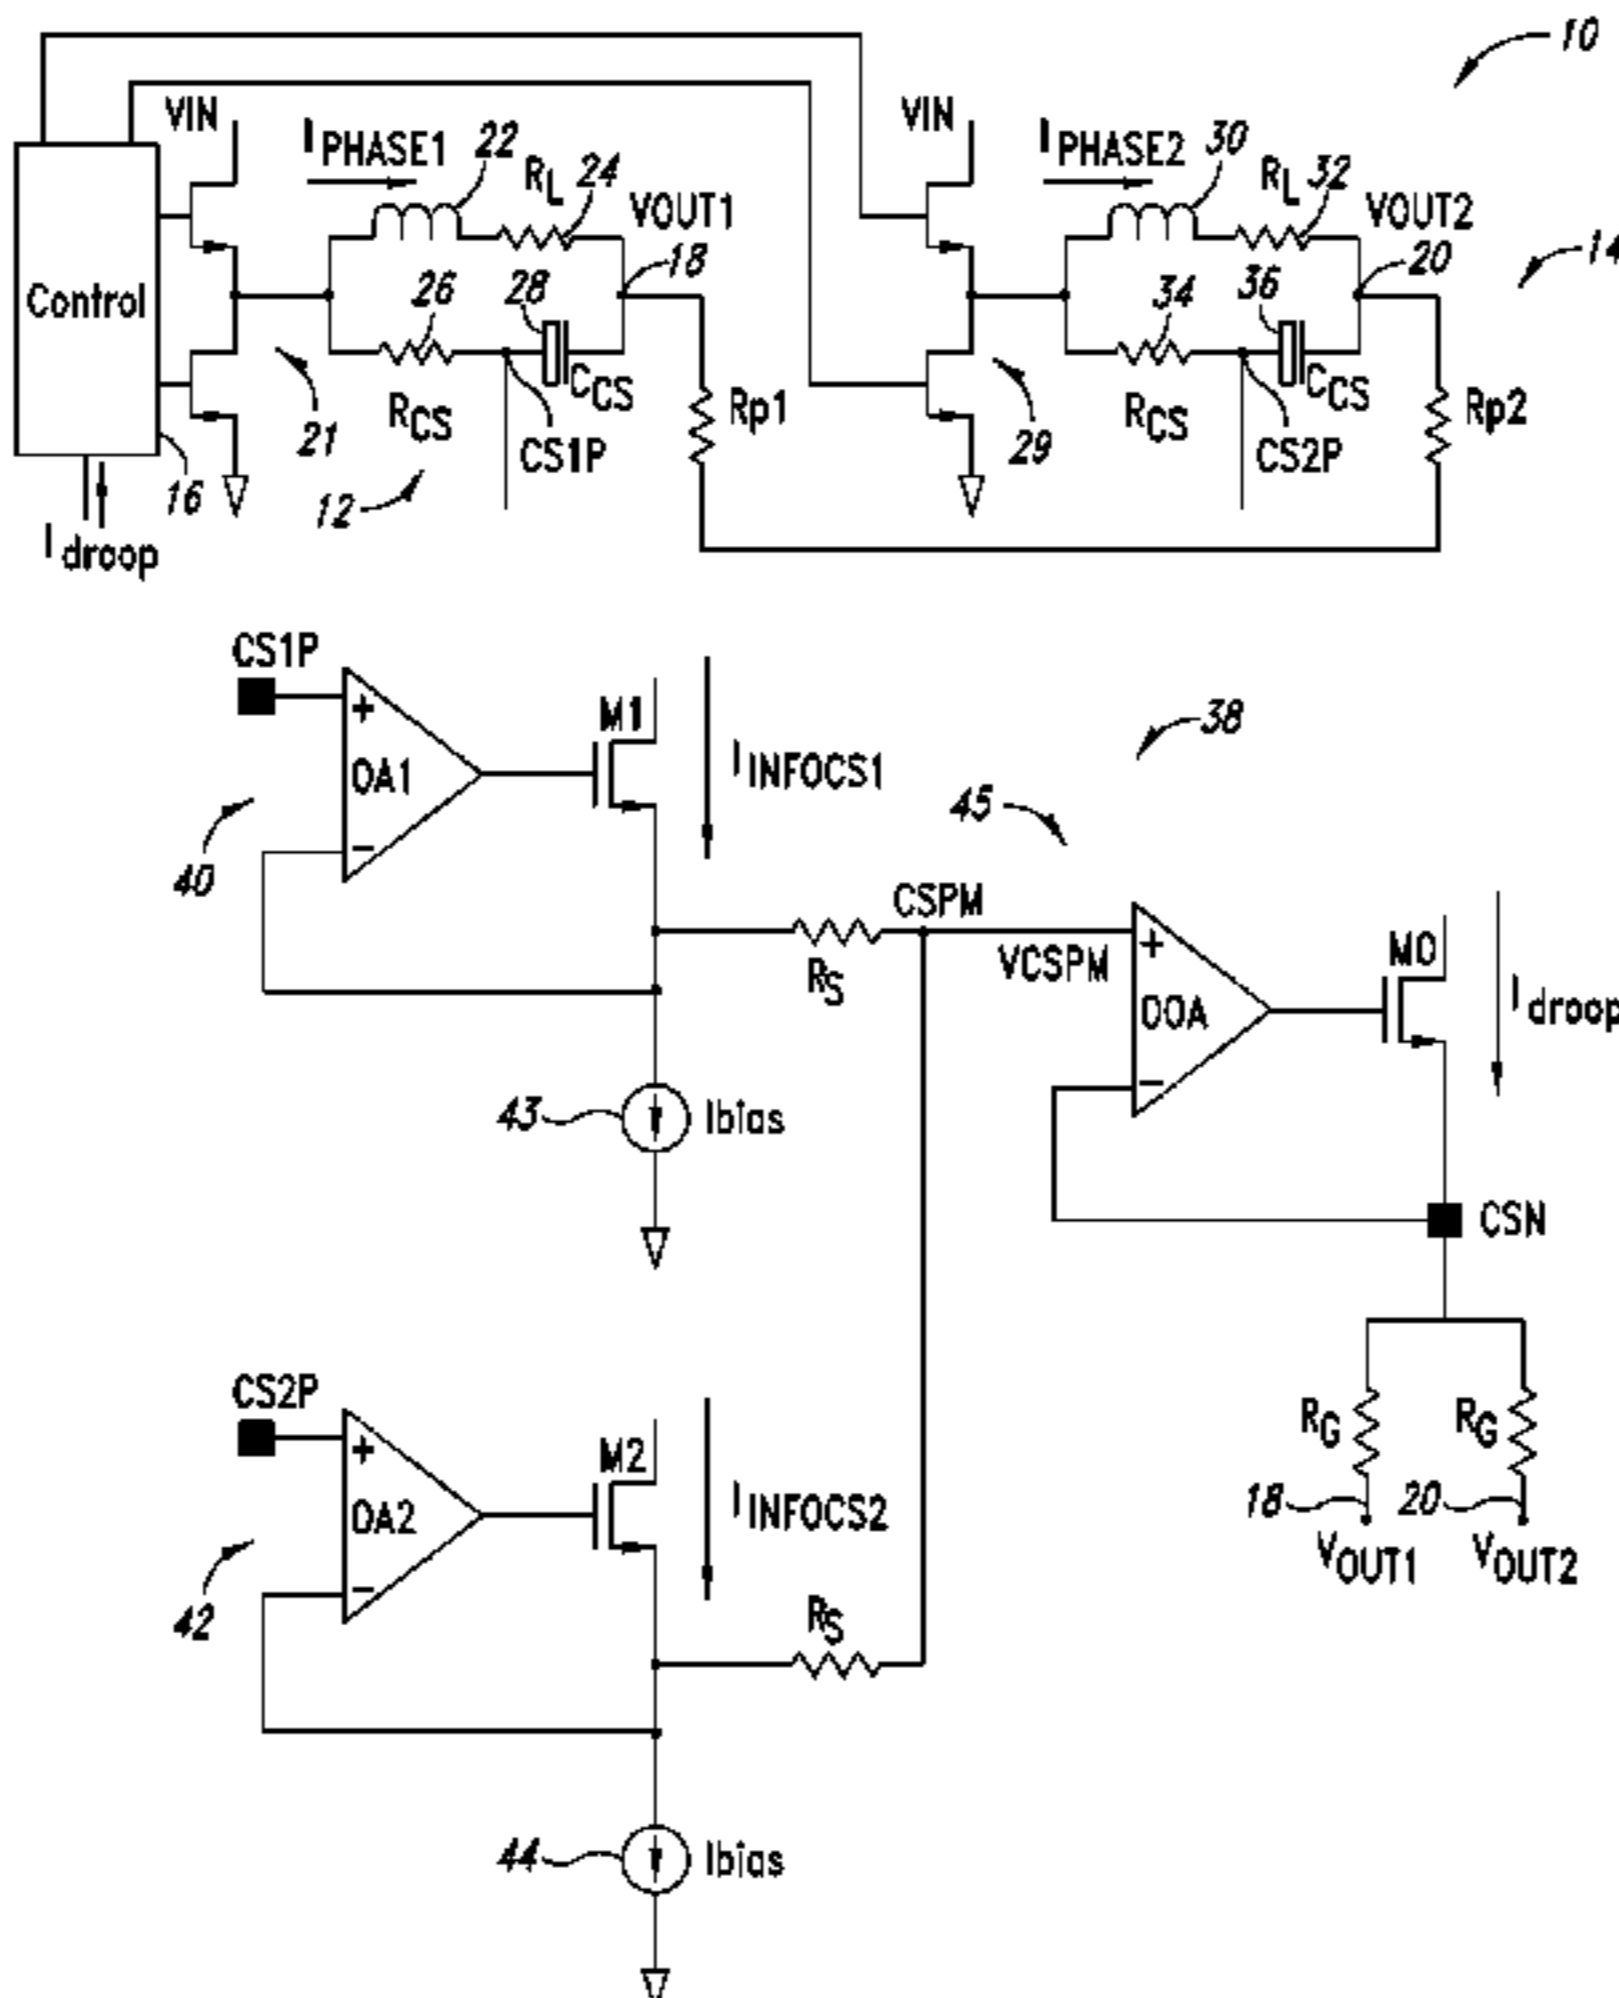 10
VIN
I PHASE1
22
RL
24
VOUT1
18
VIN
I PHASE2
30
RL
32
VOUT2
20
14
Control
26
28
34
36
RCS
CCS
Rp1
RCS
CCS
Rp2
21
CS1P
29
CS2P
16
12
I droop
CS1P
M1
I INFOCS1
38
+
OA1
-
40
45
CSPM
RS
VCSPM
+
OOA
-
M0
I droop
43
Ibias
CSN
CS2P
M2
I INFOCS2
+
OA2
-
42
RG
RG
18
20
VOUT1
VOUT2
RS
44
Ibias